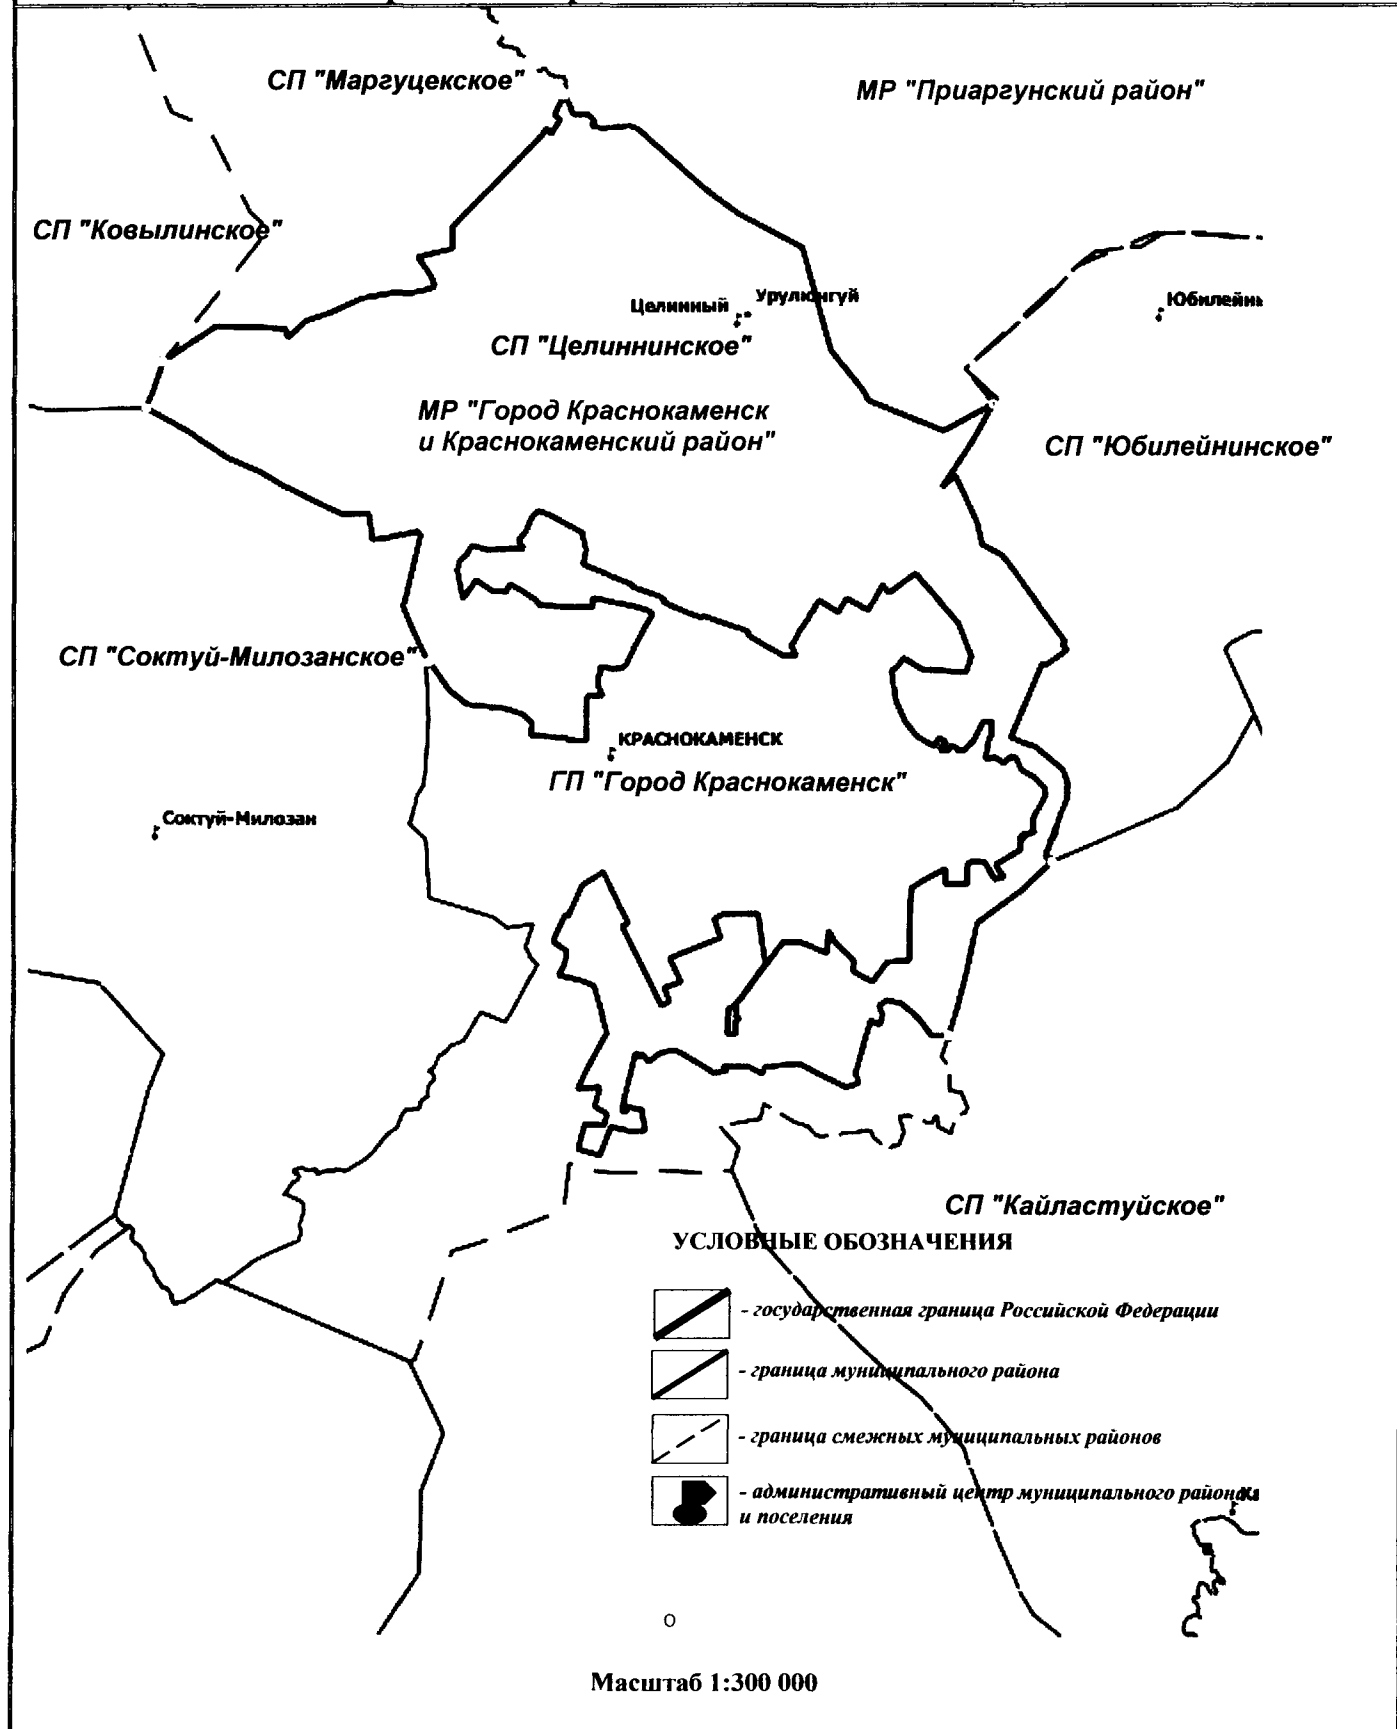 СП "Маргуцекское"
МР "Приаргунский район"
СП "Ковылинское"
Целинный
Урулюнгуй
Юбилейны
СП "Целиннинское"
МР "Город Краснокаменск
и Краснокаменский район"
СП "Юбилейнинское"
СП "Соктуй-Милозанское"
КРАСНОКАМЕНСК
ГП "Город Краснокаменск"
Соктуй-Милозан
СП "Кайластуйское"
УСЛОВНЫЕ ОБОЗНАЧЕНИЯ
- государственная граница Российской Федерации
- граница муниципального района
- граница смежных муниципальных районов
- административный центр муниципального района
и поселения
Масштаб 1:300 000